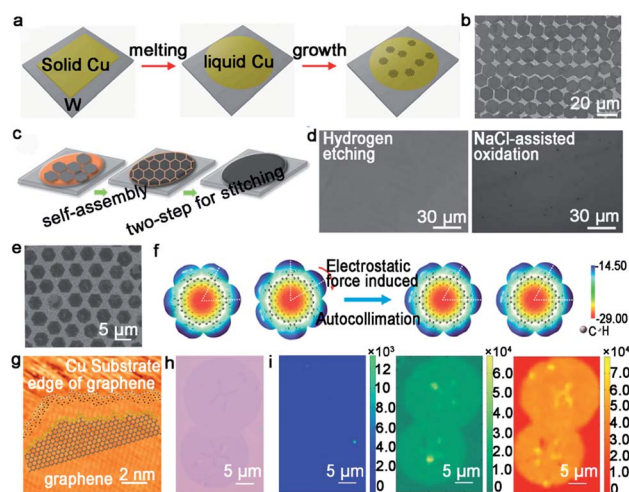 a
Solid Cu
W
melting
liquid Cu
growth
b
20 μm
c
self-assembly
two-step for stitching
d
Hydrogen
etching
30 μm
NaCl-assisted
oxidation
30 μm
e
5 μm
f
Electrostatic
force induced
Autocollimation
14.50
-29.00
C
H
g
Cu Substrate
edge of graphene
graphene
2 nm
h
5 μm
i
5 μm
×10³
12
10
8.0
6.0
4.0
2.0
0
5 μm
×10⁴
6.0
5.0
4.0
3.0
2.0
1.0
0
5 μm
×10⁴
7.0
6.0
5.0
4.0
3.0
2.0
1.0
0